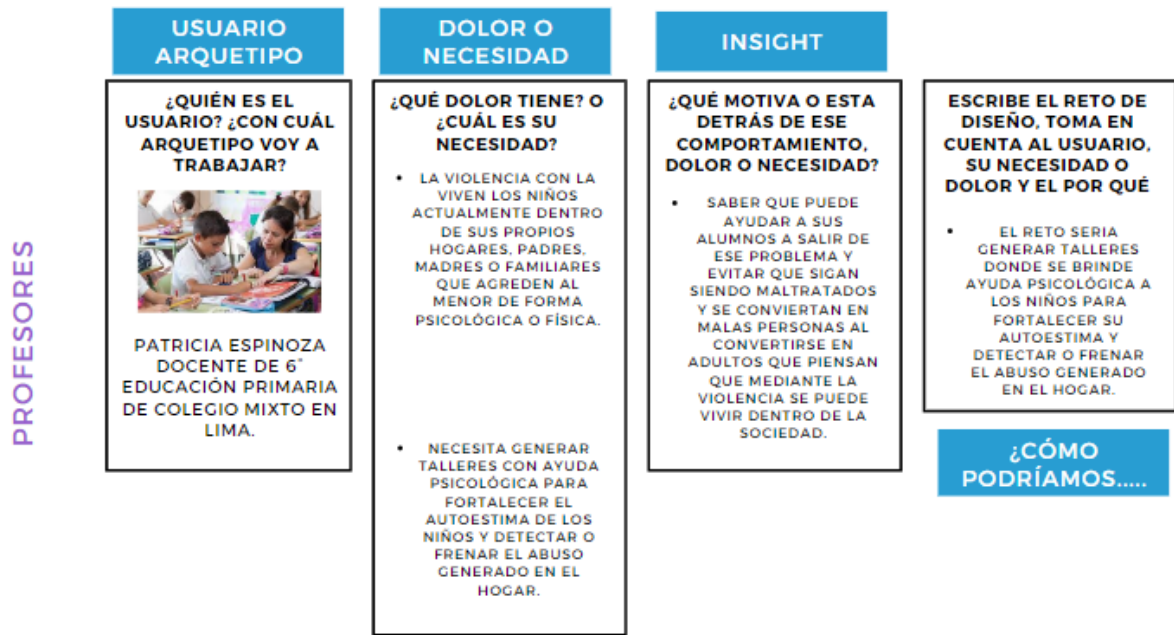 USUARIO
ARQUETIPO
¿QUIÉN ES EL
USUARIO? ¿CON CUÁL
ARQUETIPO VOY A
TRABAJAR?
PATRICIA ESPINOZA
DOCENTE DE 6°
EDUCACIÓN PRIMARIA
DE COLEGIO MIXTO EN
LIMA.
DOLOR O
NECESIDAD
¿QUÉ DOLOR TIENE? O
¿CUÁL ES SU
NECESIDAD?
• LA VIOLENCIA CON LA
VIVEN LOS NIÑOS
ACTUALMENTE DENTRO
DE SUS PROPIOS
HOGARES, PADRES,
MADRES O FAMILIARES
QUE AGREDEN AL
MENOR DE FORMA
PSICOLÓGICA O FÍSICA.
• NECESITA GENERAR
TALLERES CON AYUDA
PSICOLÓGICA PARA
FORTALECER EL
AUTOESTIMA DE LOS
NIÑOS Y DETECTAR O
FRENAR EL ABUSO
GENERADO EN EL
HOGAR.
INSIGHT
¿QUÉ MOTIVA O ESTA
DETRÁS DE ESE
COMPORTAMIENTO,
DOLOR O NECESIDAD?
• SABER QUE PUEDE
AYUDAR A SUS
ALUMNOS A SALIR DE
ESE PROBLEMA Y
EVITAR QUE SIGAN
SIENDO MALTRATADOS
Y SE CONVIERTAN EN
MALAS PERSONAS AL
CONVERTIRSE EN
ADULTOS QUE PIENSAN
QUE MEDIANTE LA
VIOLENCIA SE PUEDE
VIVIR DENTRO DE LA
SOCIEDAD.
ESCRIBE EL RETO DE
DISEÑO, TOMA EN
CUENTA AL USUARIO,
SU NECESIDAD O
DOLOR Y EL POR QUÉ
• EL RETO SERIA
GENERAR TALLERES
DONDE SE BRINDE
AYUDA PSICOLÓGICA A
LOS NIÑOS PARA
FORTALECER SU
AUTOESTIMA Y
DETECTAR O FRENAR
EL ABUSO GENERADO
EN EL HOGAR.
¿CÓMO
PODRÍAMOS.....
PROFESORES